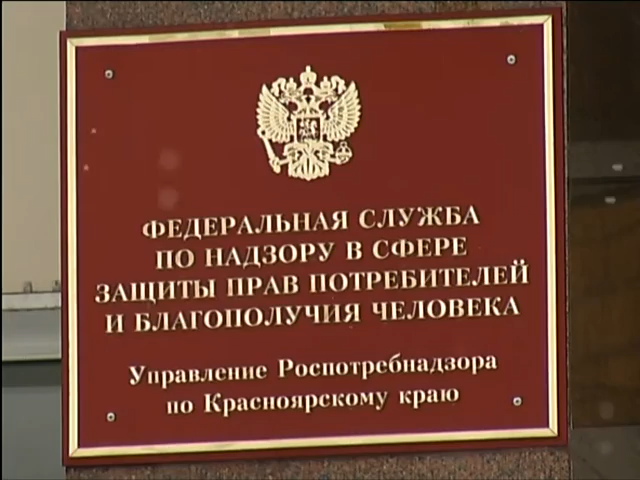 ФЕДЕРАЛЬНАЯ СЛУЖБА
ПО НАДЗОРУ В СФЕРЕ
ЗАЩИТЫ ПРАВ ПОТРЕБИТЕЛЕЙ
И БЛАГОПОЛУЧИЯ ЧЕЛОВЕКА
Управление Роспотребнадзора
по Красноярскому краю